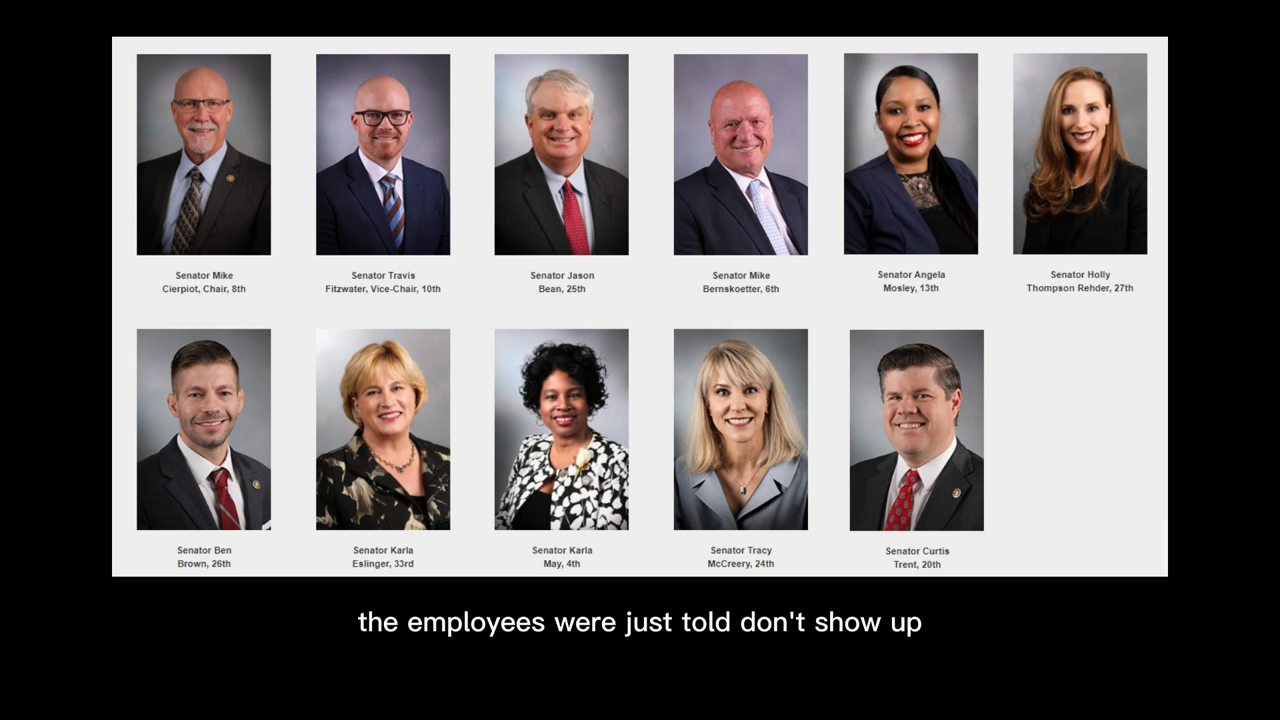 Senator Mike
Cierpiot, Chair, 8th
Senator Travis
Fitzwater, Vice-Chair, 10th
Senator Jason
Bean, 25th
Senator Mike
Bernskoetter, 6th
Senator Angela
Mosley, 13th
Senator Holly
Thompson Rehder, 27th
Senator Ben
Brown, 26th
Senator Karla
Eslinger, 33rd
Senator Karla
May, 4th
Senator Tracy
McCreery, 24th
Senator Curtis
Trent, 20th
the employees were just told don't show up